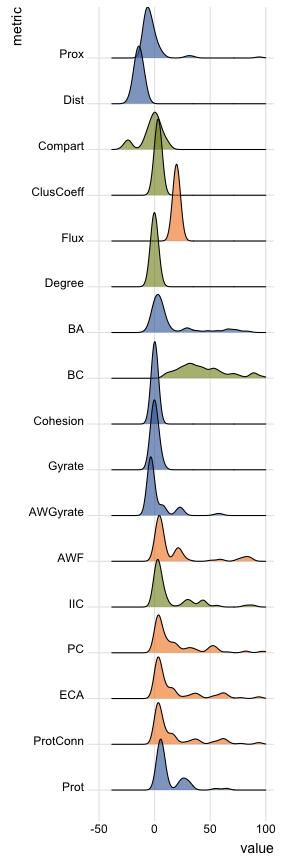 metric
Prox
Dist
Compart
ClusCoeff
Flux
Degree
BA
BC
Cohesion
Gyrate
AWGyrate
AWF
IIC
PC
ECA
ProtConn
Prot
-50 0 50 100
value